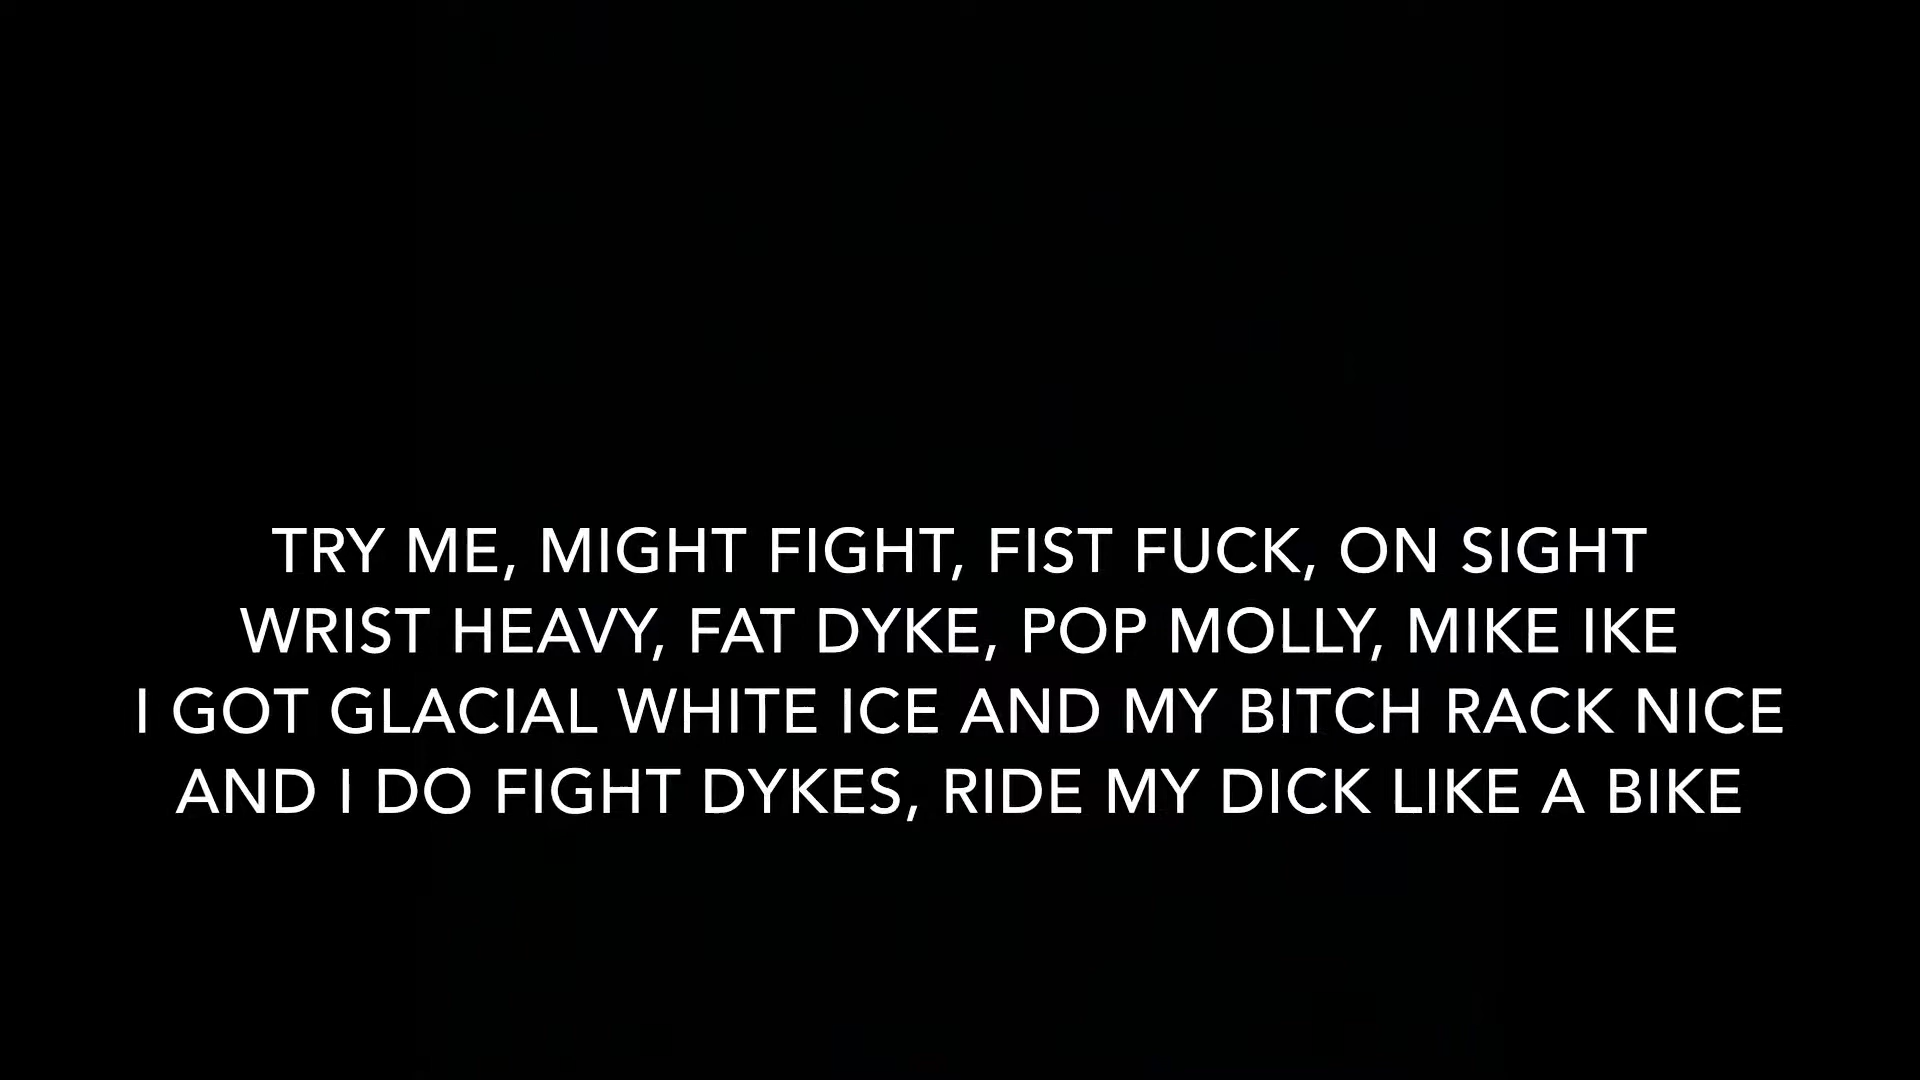 TRY ME, MIGHT FIGHT, FIST FUCK, ON SIGHT
WRIST HEAVY, FAT DYKE, POP MOLLY, MIKE IKE
I GOT GLACIAL WHITE ICE AND MY BITCH RACK NICE
AND I DO FIGHT DYKES, RIDE MY DICK LIKE A BIKE